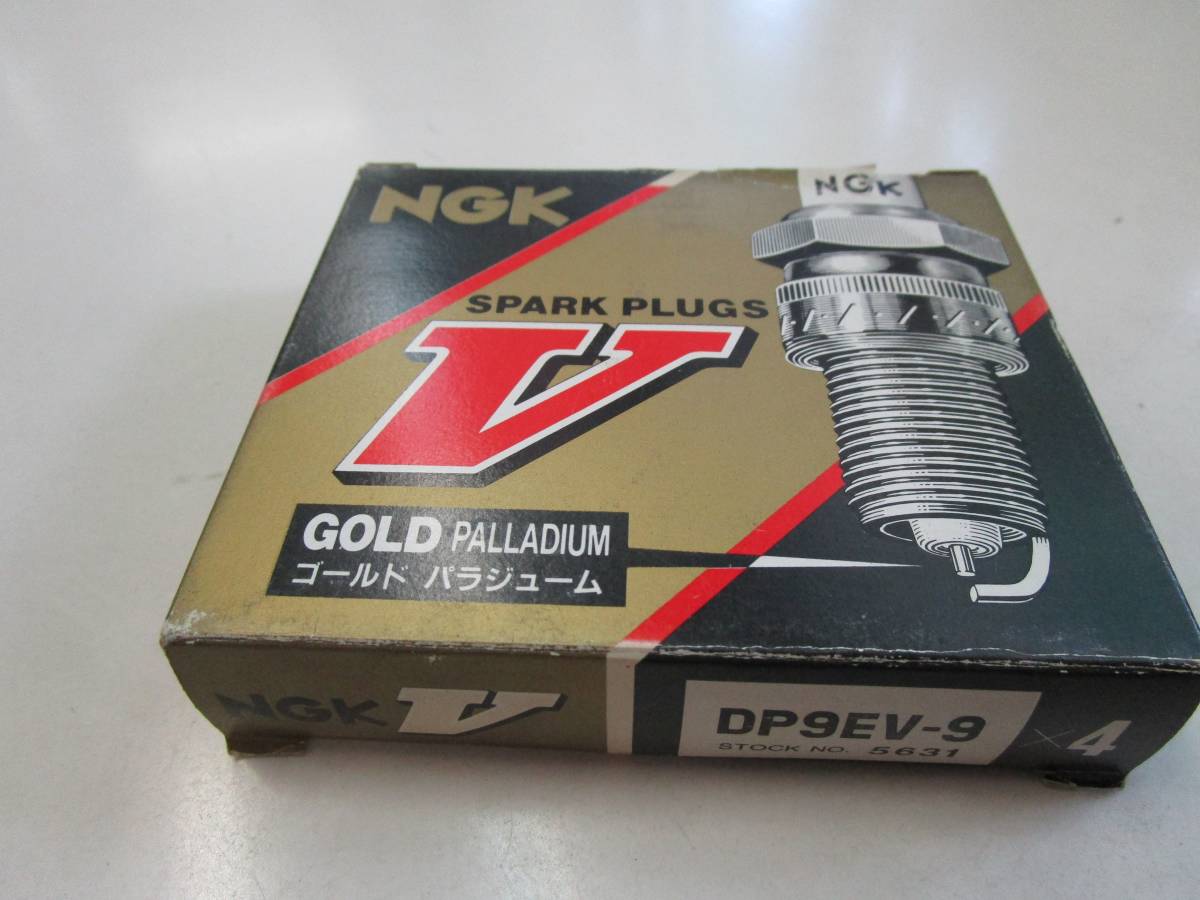 NGK
NGK
SPARK PLUGS
V
GOLD PALLADIUM
ゴールド パラジューム
NGK V
DP9EV-9
STOCK NO. 5631
×4